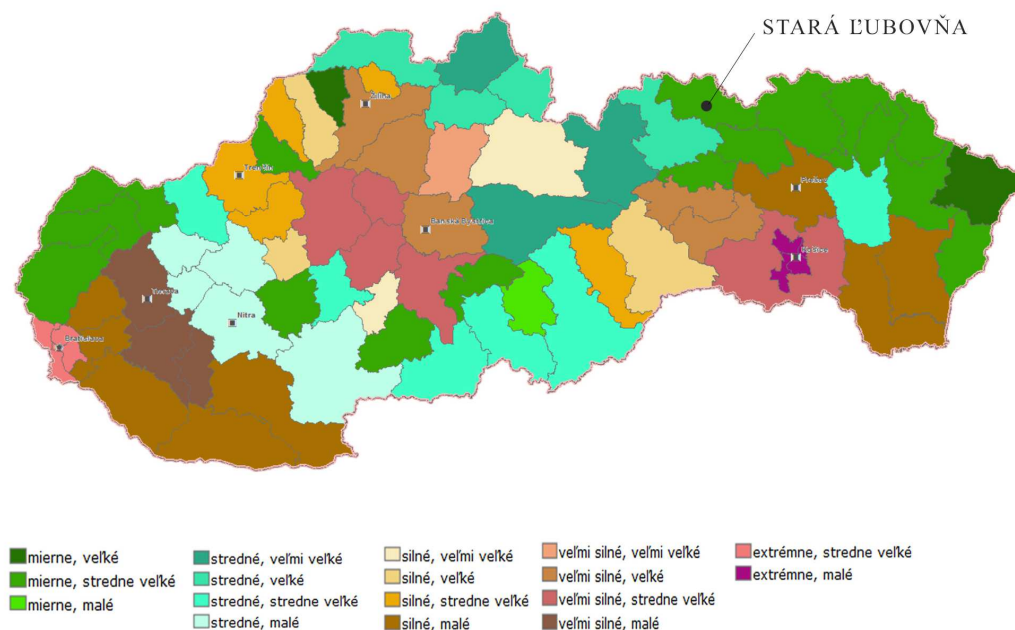 STARÁ ĽUBOVŇA
Žilina
Trenčín
Prešov
Banská Bystrica
Košice
Trnava
Nitra
Bratislava
mierne, veľké
mierne, stredne veľké
mierne, malé
stredné, veľmi veľké
stredné, veľké
stredné, stredne veľké
stredné, malé
silné, veľmi veľké
silné, veľké
silné, stredne veľké
silné, malé
veľmi silné, veľmi veľké
veľmi silné, veľké
veľmi silné, stredne veľké
veľmi silné, malé
extrémne, stredne veľké
extrémne, malé